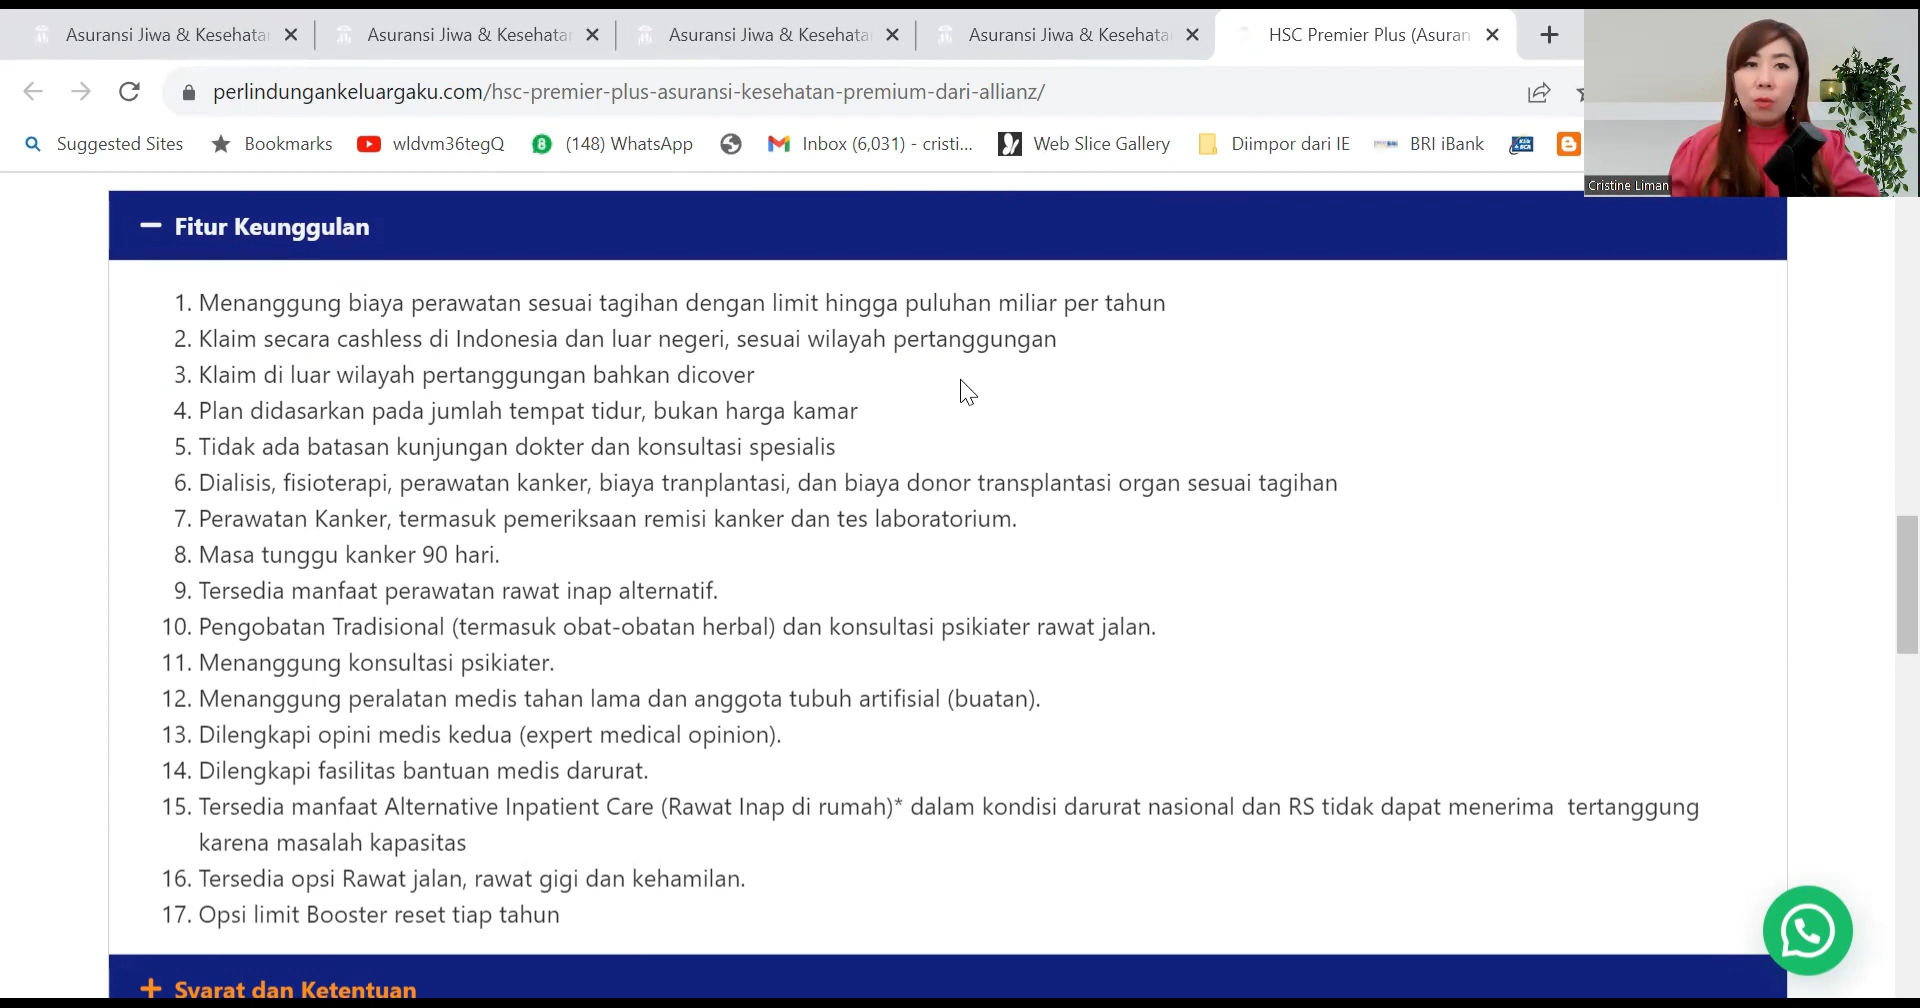 Asuransi Jiwa & Kesehata
Asuransi Jiwa & Kesehatar
Asuransi Jiwa & Kesehata
Asuransi Jiwa & Kesehata
HSC Premier Plus (Asuran
perlindungankeluargaku.com/hsc-premier-plus-asuransi-kesehatan-premium-dari-allianz/
Suggested Sites
Bookmarks
wldvm36tegQ
(148) WhatsApp
Inbox (6,031) - cristi...
Web Slice Gallery
Diimpor dari IE
BRI iBank
Cristine Liman
Fitur Keunggulan
1. Menanggung biaya perawatan sesuai tagihan dengan limit hingga puluhan miliar per tahun
2. Klaim secara cashless di Indonesia dan luar negeri, sesuai wilayah pertanggungan
3. Klaim di luar wilayah pertanggungan bahkan dicover
4. Plan didasarkan pada jumlah tempat tidur, bukan harga kamar
5. Tidak ada batasan kunjungan dokter dan konsultasi spesialis
6. Dialisis, fisioterapi, perawatan kanker, biaya tranplantasi, dan biaya donor transplantasi organ sesuai tagihan
7. Perawatan Kanker, termasuk pemeriksaan remisi kanker dan tes laboratorium.
8. Masa tunggu kanker 90 hari.
9. Tersedia manfaat perawatan rawat inap alternatif.
10. Pengobatan Tradisional (termasuk obat-obatan herbal) dan konsultasi psikiater rawat jalan.
11. Menanggung konsultasi psikiater.
12. Menanggung peralatan medis tahan lama dan anggota tubuh artifisial (buatan).
13. Dilengkapi opini medis kedua (expert medical opinion).
14. Dilengkapi fasilitas bantuan medis darurat.
15. Tersedia manfaat Alternative Inpatient Care (Rawat Inap di rumah)* dalam kondisi darurat nasional dan RS tidak dapat menerima tertanggung
karena masalah kapasitas
16. Tersedia opsi Rawat jalan, rawat gigi dan kehamilan.
17. Opsi limit Booster reset tiap tahun
Syarat dan Ketentuan